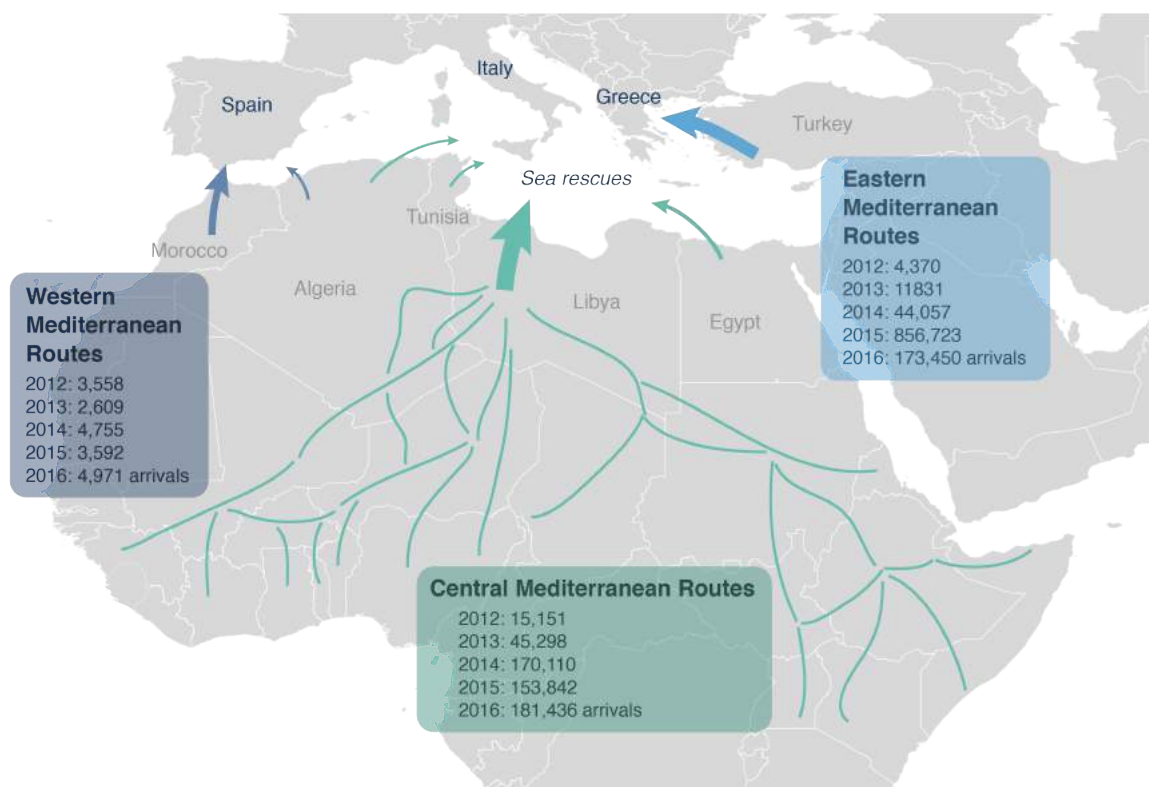 Italy
Spain
Greece
Turkey
Sea rescues
Tunisia
Morocco
Algeria
Libya
Egypt
Eastern
Mediterranean
Routes
2012: 4,370
2013: 11831
2014: 44,057
2015: 856,723
2016: 173,450 arrivals
Western
Mediterranean
Routes
2012: 3,558
2013: 2,609
2014: 4,755
2015: 3,592
2016: 4,971 arrivals
Central Mediterranean Routes
2012: 15,151
2013: 45,298
2014: 170,110
2015: 153,842
2016: 181,436 arrivals